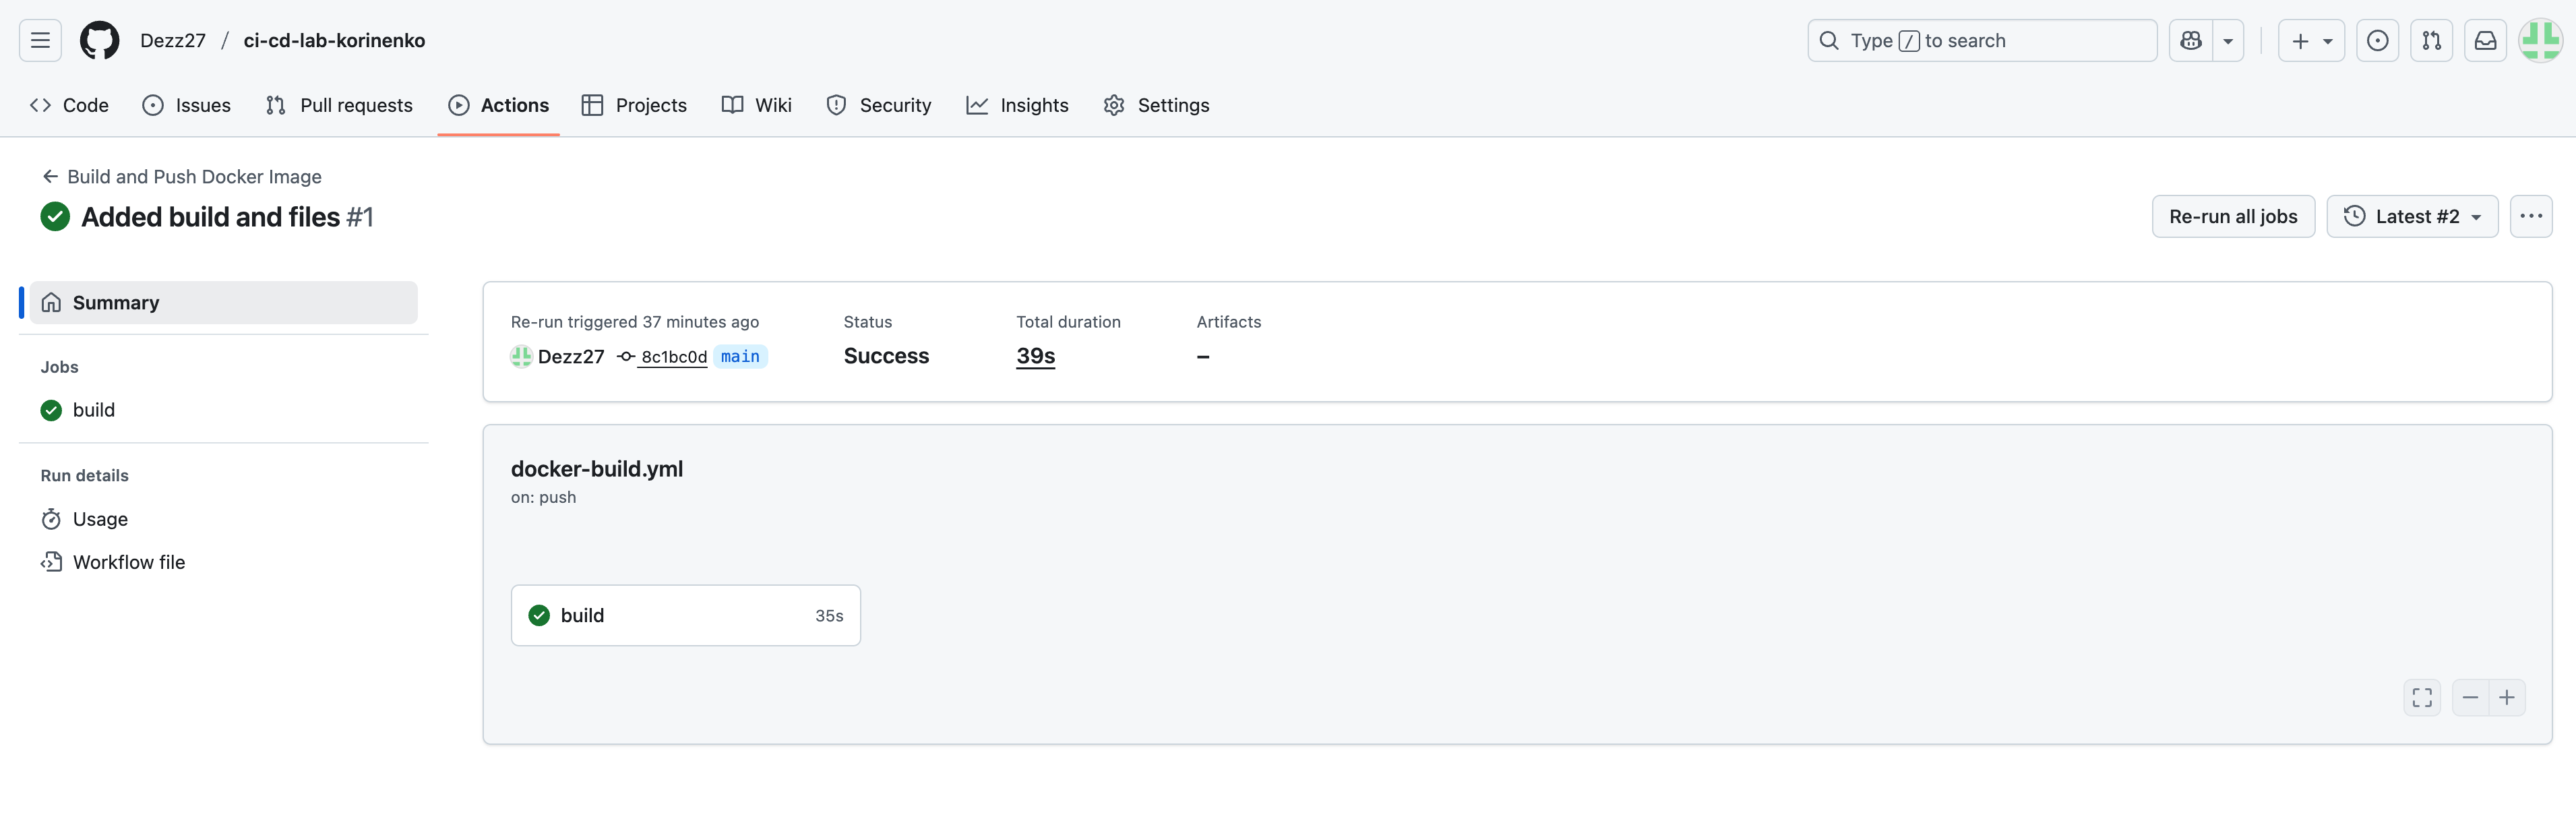 Dezz27 / ci-cd-lab-korinenko
Type / to search
Code Issues Pull requests Actions Projects Wiki Security Insights Settings
Build and Push Docker Image
Added build and files #1
Re-run all jobs
Latest #2
Summary
Jobs
build
Run details
Usage
Workflow file
Re-run triggered 37 minutes ago
Dezz27 8c1bc0d main
Status
Success
Total duration
39s
Artifacts
–
docker-build.yml
on: push
build 35s